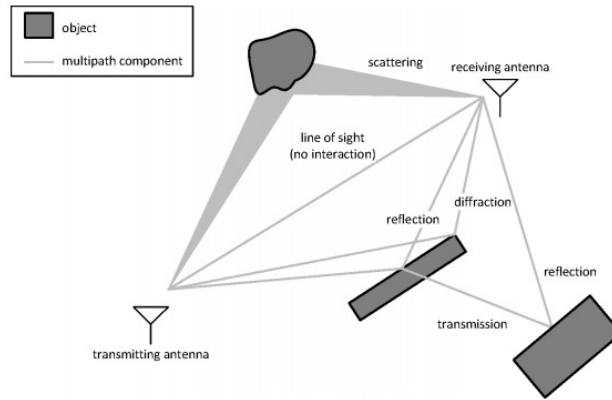 object
multipath component
scattering
receiving antenna
line of sight
(no interaction)
diffraction
reflection
reflection
transmission
transmitting antenna